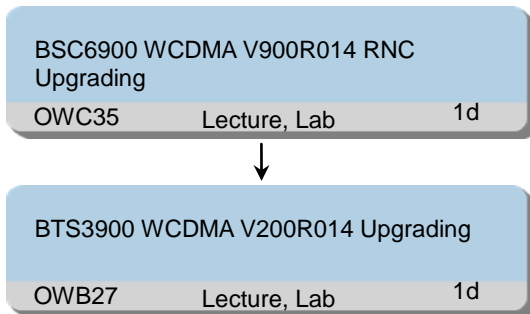 BSC6900 WCDMA V900R014 RNC
Upgrading
OWC35 Lecture, Lab 1d
BTS3900 WCDMA V200R014 Upgrading
OWB27 Lecture, Lab 1d